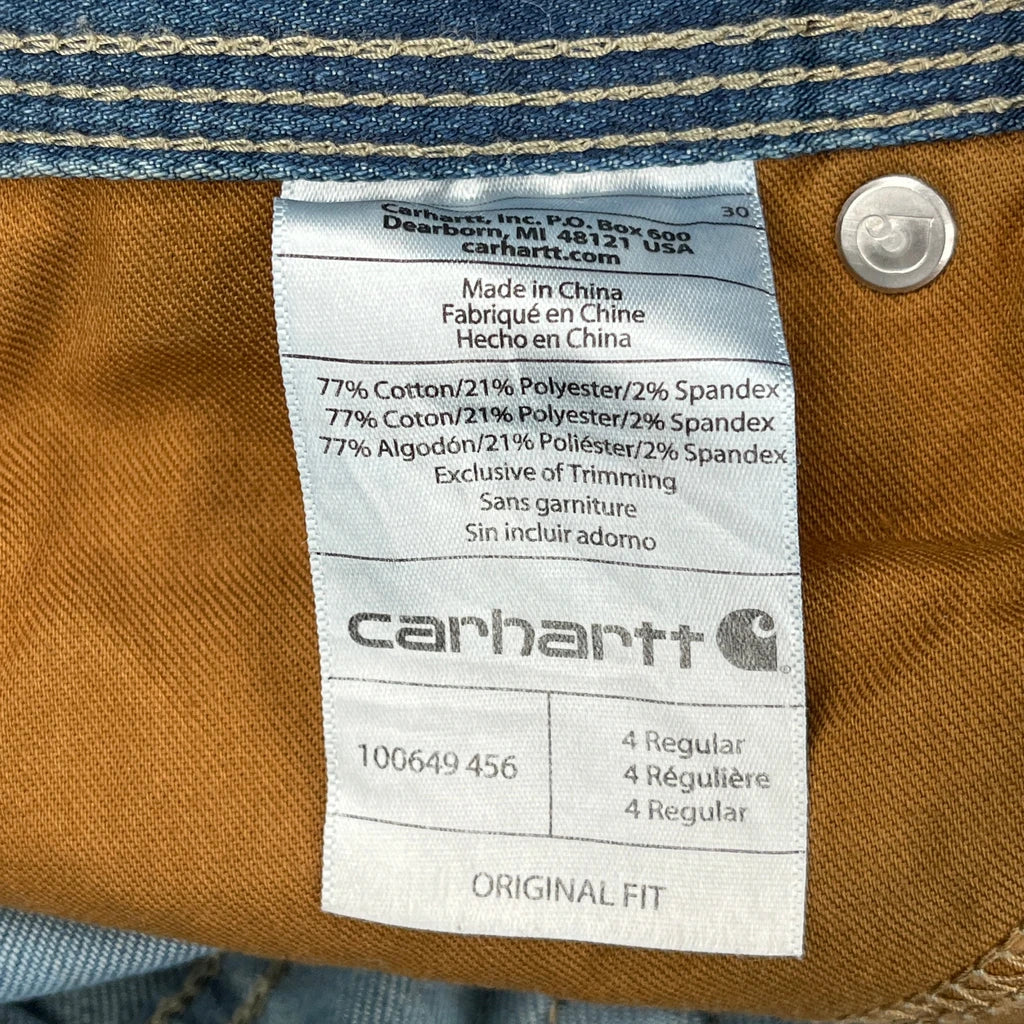 30
Carhartt, Inc. P.O. Box 600
Dearborn, MI 48121 USA
carhartt.com
Made in China
Fabriqué en Chine
Hecho en China
77% Cotton/21% Polyester/2% Spandex
77% Coton/21% Polyester/2% Spandex
77% Algodón/21% Poliéster/2% Spandex
Exclusive of Trimming
Sans garniture
Sin incluir adorno
carhartt ®
100649 456
4 Regular
4 Régulière
4 Regular
ORIGINAL FIT